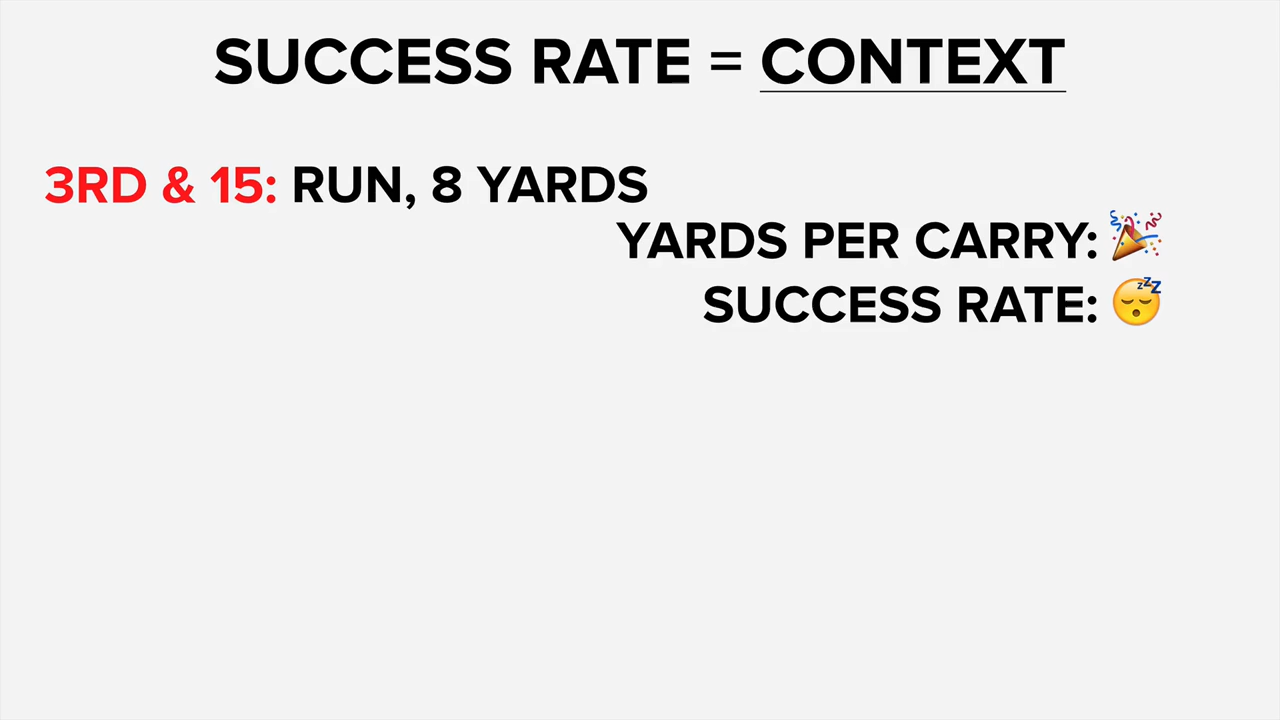 SUCCESS RATE = CONTEXT
3RD & 15: RUN, 8 YARDS
YARDS PER CARRY: 🎉
SUCCESS RATE: 😴